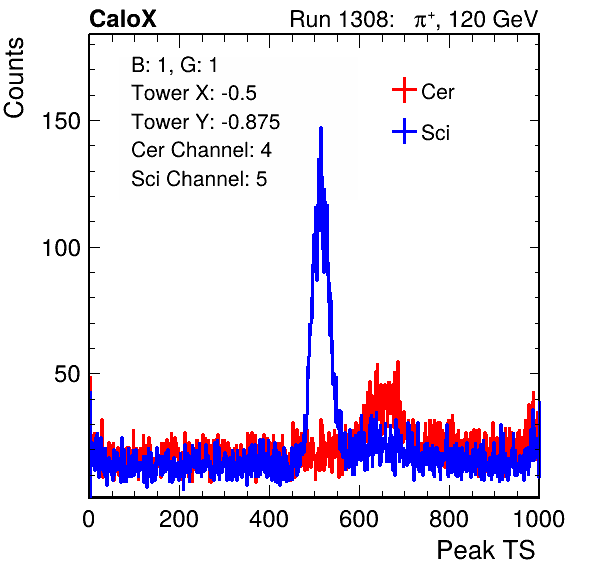 CaloX Run 1308: π⁺, 120 GeV
Counts
B: 1, G: 1
Tower X: -0.5
Tower Y: -0.875
Cer Channel: 4
Sci Channel: 5
Cer
Sci
150
100
50
0 200 400 600 800 1000
Peak TS